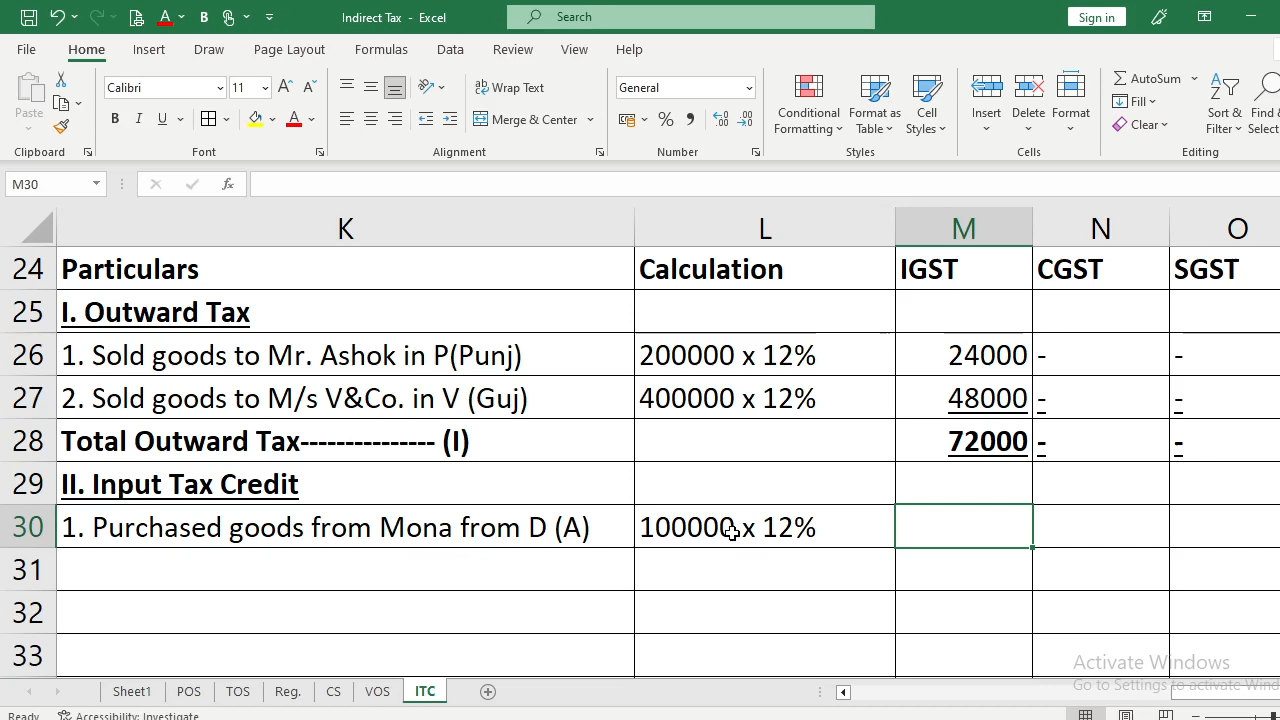 Indirect Tax - Excel
Search
Sign in
File Home Insert Draw Page Layout Formulas Data Review View Help
Paste
Clipboard
Calibri 11
B I U
Font
Wrap Text
Merge & Center
Alignment
General
Number
Conditional Formatting
Format as Table
Cell Styles
Styles
Insert Delete Format
Cells
AutoSum
Fill
Clear
Sort & Filter
Find & Select
Editing
M30
fx
K L M N O
24 Particulars Calculation IGST CGST SGST
25 I. Outward Tax
26 1. Sold goods to Mr. Ashok in P(Punj) 200000 x 12% 24000 - -
27 2. Sold goods to M/s V&Co. in V (Guj) 400000 x 12% 48000 - -
28 Total Outward Tax--------------- (I) 72000 - -
29 II. Input Tax Credit
30 1. Purchased goods from Mona from D (A) 100000 x 12%
31
32
33
Activate Windows
Go to Settings to activate Wind
Sheet1 POS TOS Reg. CS VOS ITC
Ready Accessibility: Investigate